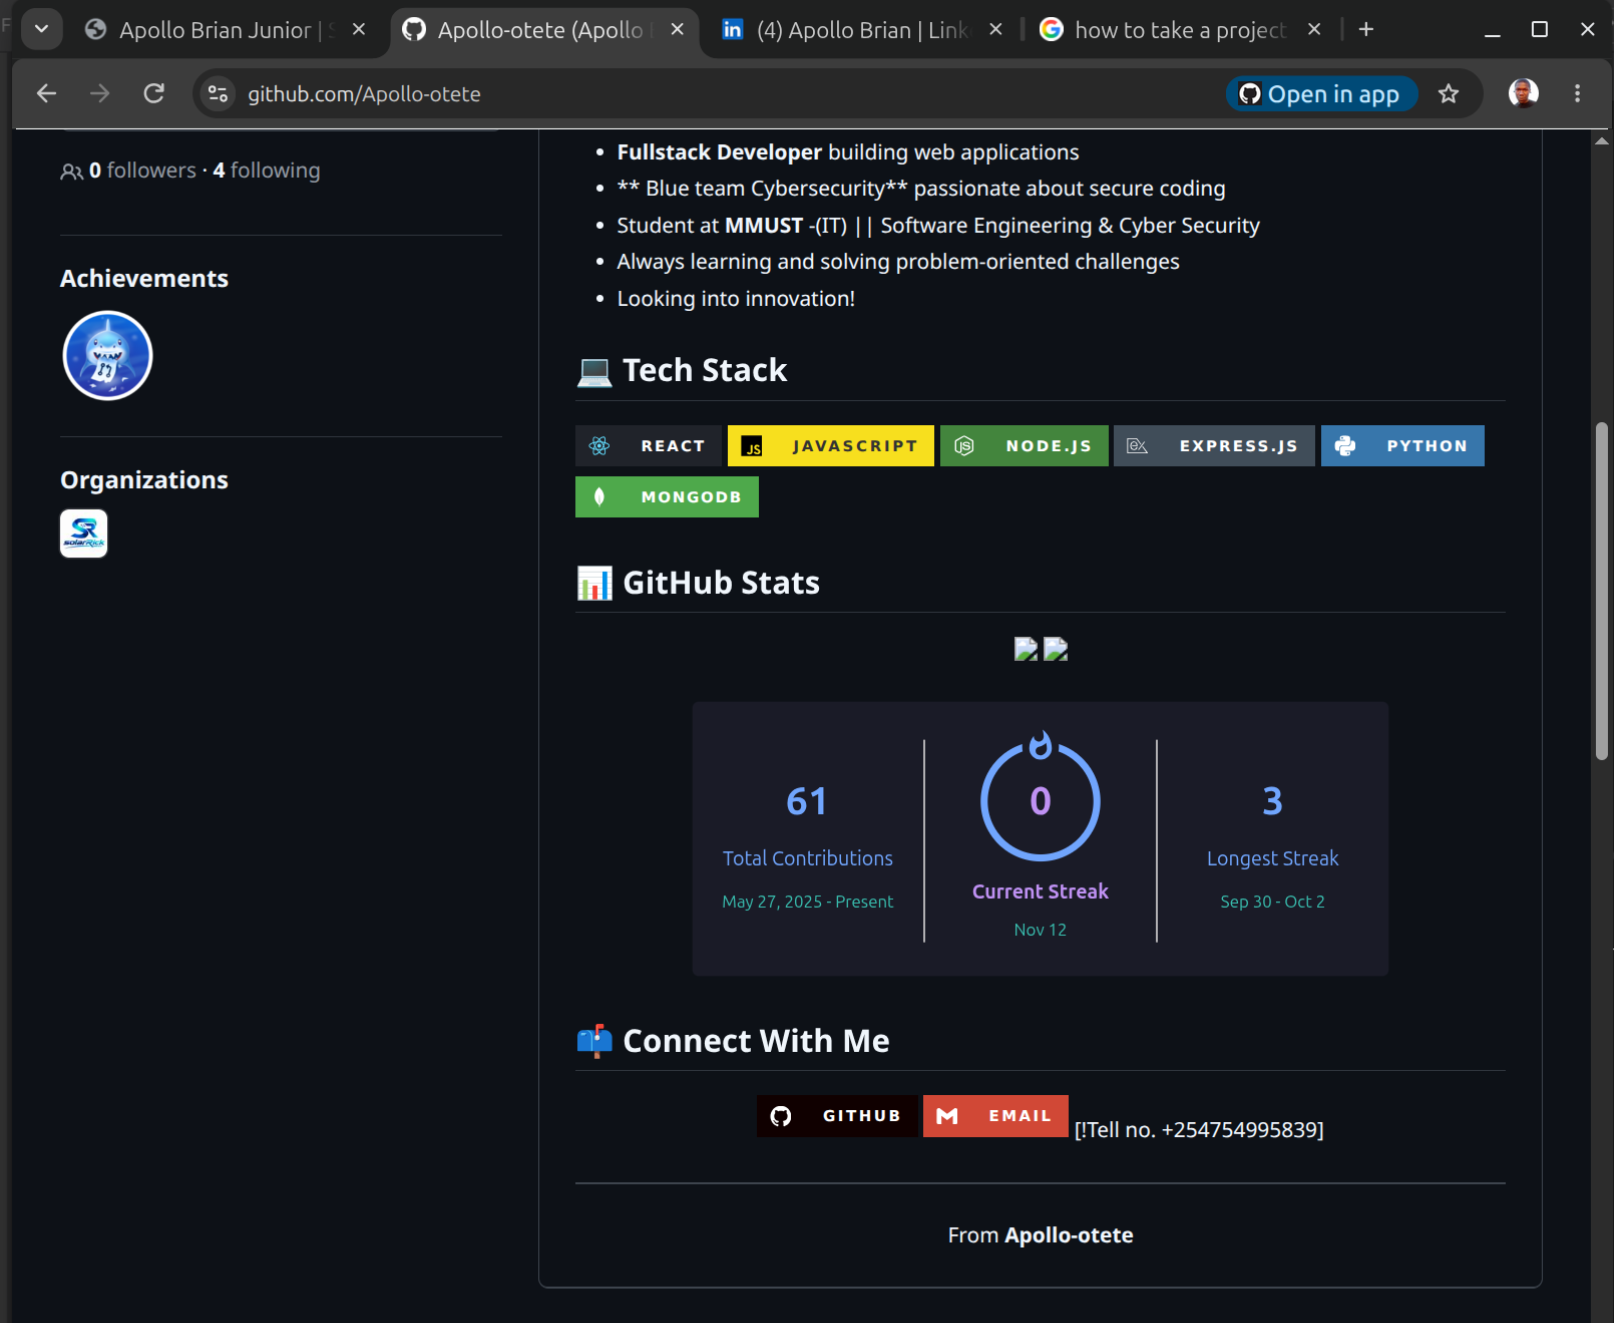 Apollo Brian Junior | S
Apollo-otete (Apollo B
(4) Apollo Brian | Link
how to take a project
github.com/Apollo-otete
Open in app
0 followers · 4 following
Achievements
Organizations
SR
solarRick
Fullstack Developer building web applications
** Blue team Cybersecurity** passionate about secure coding
Student at MMUST -(IT) || Software Engineering & Cyber Security
Always learning and solving problem-oriented challenges
Looking into innovation!
Tech Stack
REACT
JS JAVASCRIPT
JS NODE.JS
ex EXPRESS.JS
PYTHON
MONGODB
GitHub Stats
61
Total Contributions
May 27, 2025 - Present
0
Current Streak
Nov 12
3
Longest Streak
Sep 30 - Oct 2
Connect With Me
GITHUB
EMAIL
[!Tell no. +254754995839]
From Apollo-otete